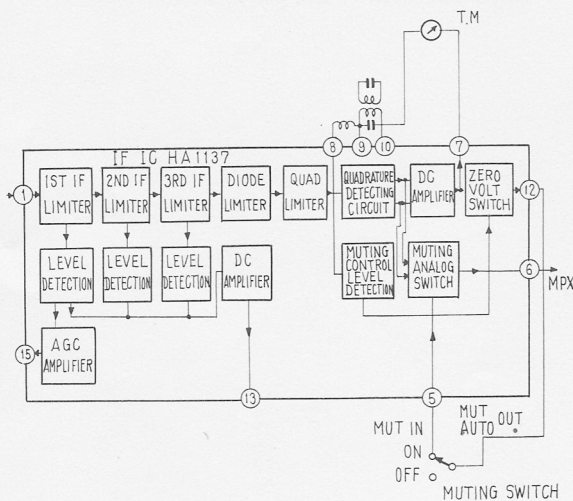 T.M
8
9
10
7
IF IC HA1137
1
1ST IF
LIMITER
2ND IF
LIMITER
3RD IF
LIMITER
DIODE
LIMITER
QUAD
LIMITER
QUADRATURE
DETECTING
CIRCUIT
DC
AMPLIFIER
ZERO
VOLT
SWITCH
12
LEVEL
DETECTION
LEVEL
DETECTION
LEVEL
DETECTION
DC
AMPLIFIER
MUTING
CONTROL
LEVEL
DETECTION
MUTING
ANALOG
SWITCH
6
MPX
15
AGC
AMPLIFIER
13
5
MUT IN
MUT OUT
AUTO
ON
OFF
MUTING SWITCH